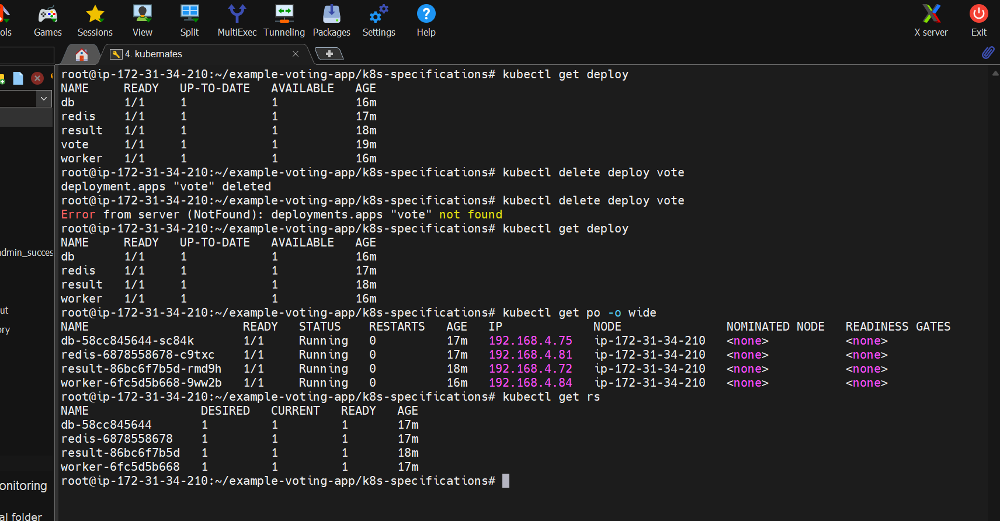 ols Games Sessions View Split MultiExec Tunneling Packages Settings Help X server Exit
4. kubernates
root@ip-172-31-34-210:~/example-voting-app/k8s-specifications# kubectl get deploy
NAME     READY   UP-TO-DATE   AVAILABLE   AGE
db       1/1     1            1           16m
redis    1/1     1            1           17m
result   1/1     1            1           18m
vote     1/1     1            1           19m
worker   1/1     1            1           16m
root@ip-172-31-34-210:~/example-voting-app/k8s-specifications# kubectl delete deploy vote
deployment.apps "vote" deleted
root@ip-172-31-34-210:~/example-voting-app/k8s-specifications# kubectl delete deploy vote
Error from server (NotFound): deployments.apps "vote" not found
root@ip-172-31-34-210:~/example-voting-app/k8s-specifications# kubectl get deploy
NAME     READY   UP-TO-DATE   AVAILABLE   AGE
db       1/1     1            1           16m
redis    1/1     1            1           17m
result   1/1     1            1           18m
worker   1/1     1            1           16m
root@ip-172-31-34-210:~/example-voting-app/k8s-specifications# kubectl get po -o wide
NAME                      READY   STATUS    RESTARTS   AGE   IP             NODE               NOMINATED NODE   READINESS GATES
db-58cc845644-sc84k       1/1     Running   0          17m   192.168.4.75   ip-172-31-34-210   <none>           <none>
redis-6878558678-c9txc    1/1     Running   0          17m   192.168.4.81   ip-172-31-34-210   <none>           <none>
result-86bc6f7b5d-rmd9h   1/1     Running   0          18m   192.168.4.72   ip-172-31-34-210   <none>           <none>
worker-6fc5d5b668-9ww2b   1/1     Running   0          16m   192.168.4.84   ip-172-31-34-210   <none>           <none>
root@ip-172-31-34-210:~/example-voting-app/k8s-specifications# kubectl get rs
NAME                DESIRED   CURRENT   READY   AGE
db-58cc845644       1         1         1       17m
redis-6878558678    1         1         1       17m
result-86bc6f7b5d   1         1         1       18m
worker-6fc5d5b668   1         1         1       17m
root@ip-172-31-34-210:~/example-voting-app/k8s-specifications#
admin_succes
ut
ory
onitoring
al folder